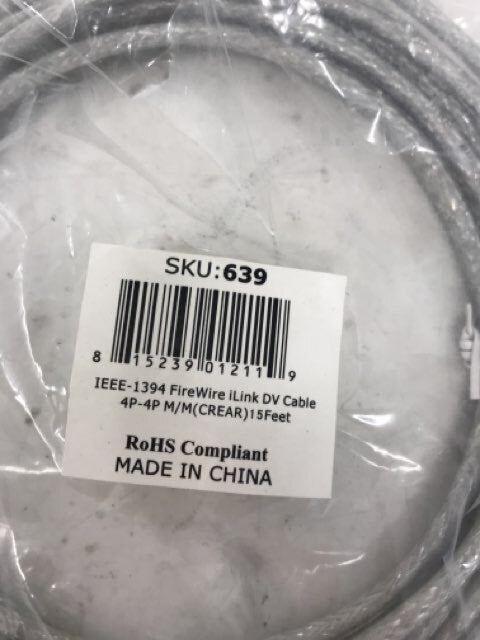 SKU:639
8 15239 01211 9
IEEE-1394 FireWire iLink DV Cable
4P-4P M/M(CREAR)15Feet
RoHS Compliant
MADE IN CHINA